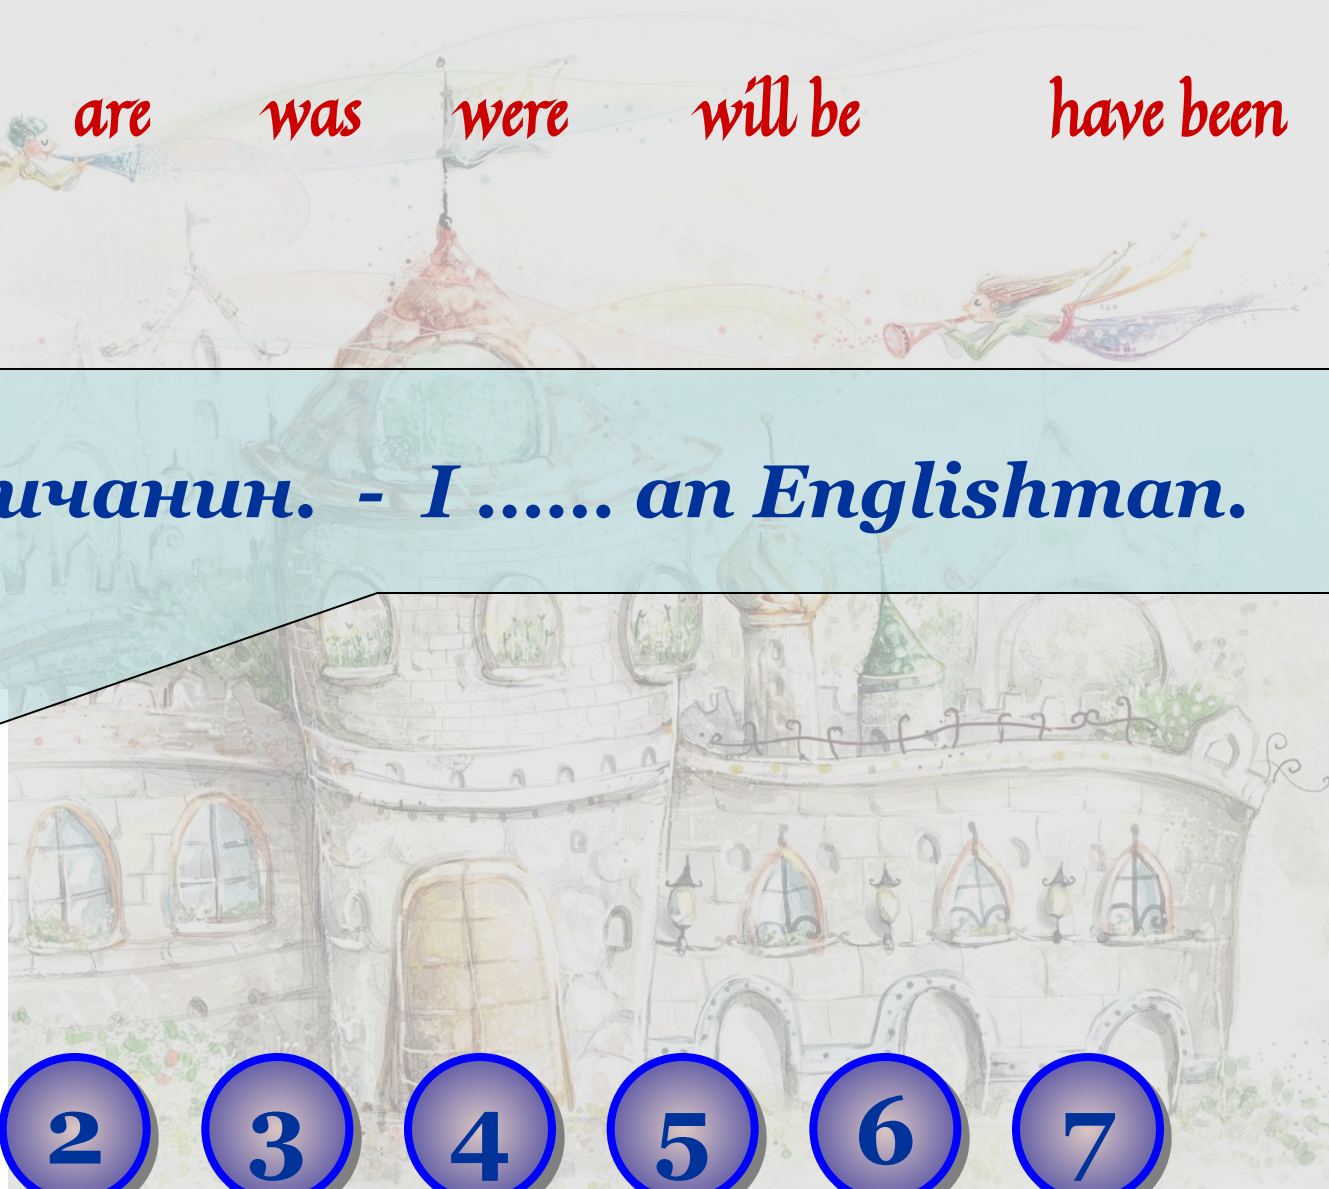 are was were will be have been
ичанин. - I ...... an Englishman.
2 3 4 5 6 7